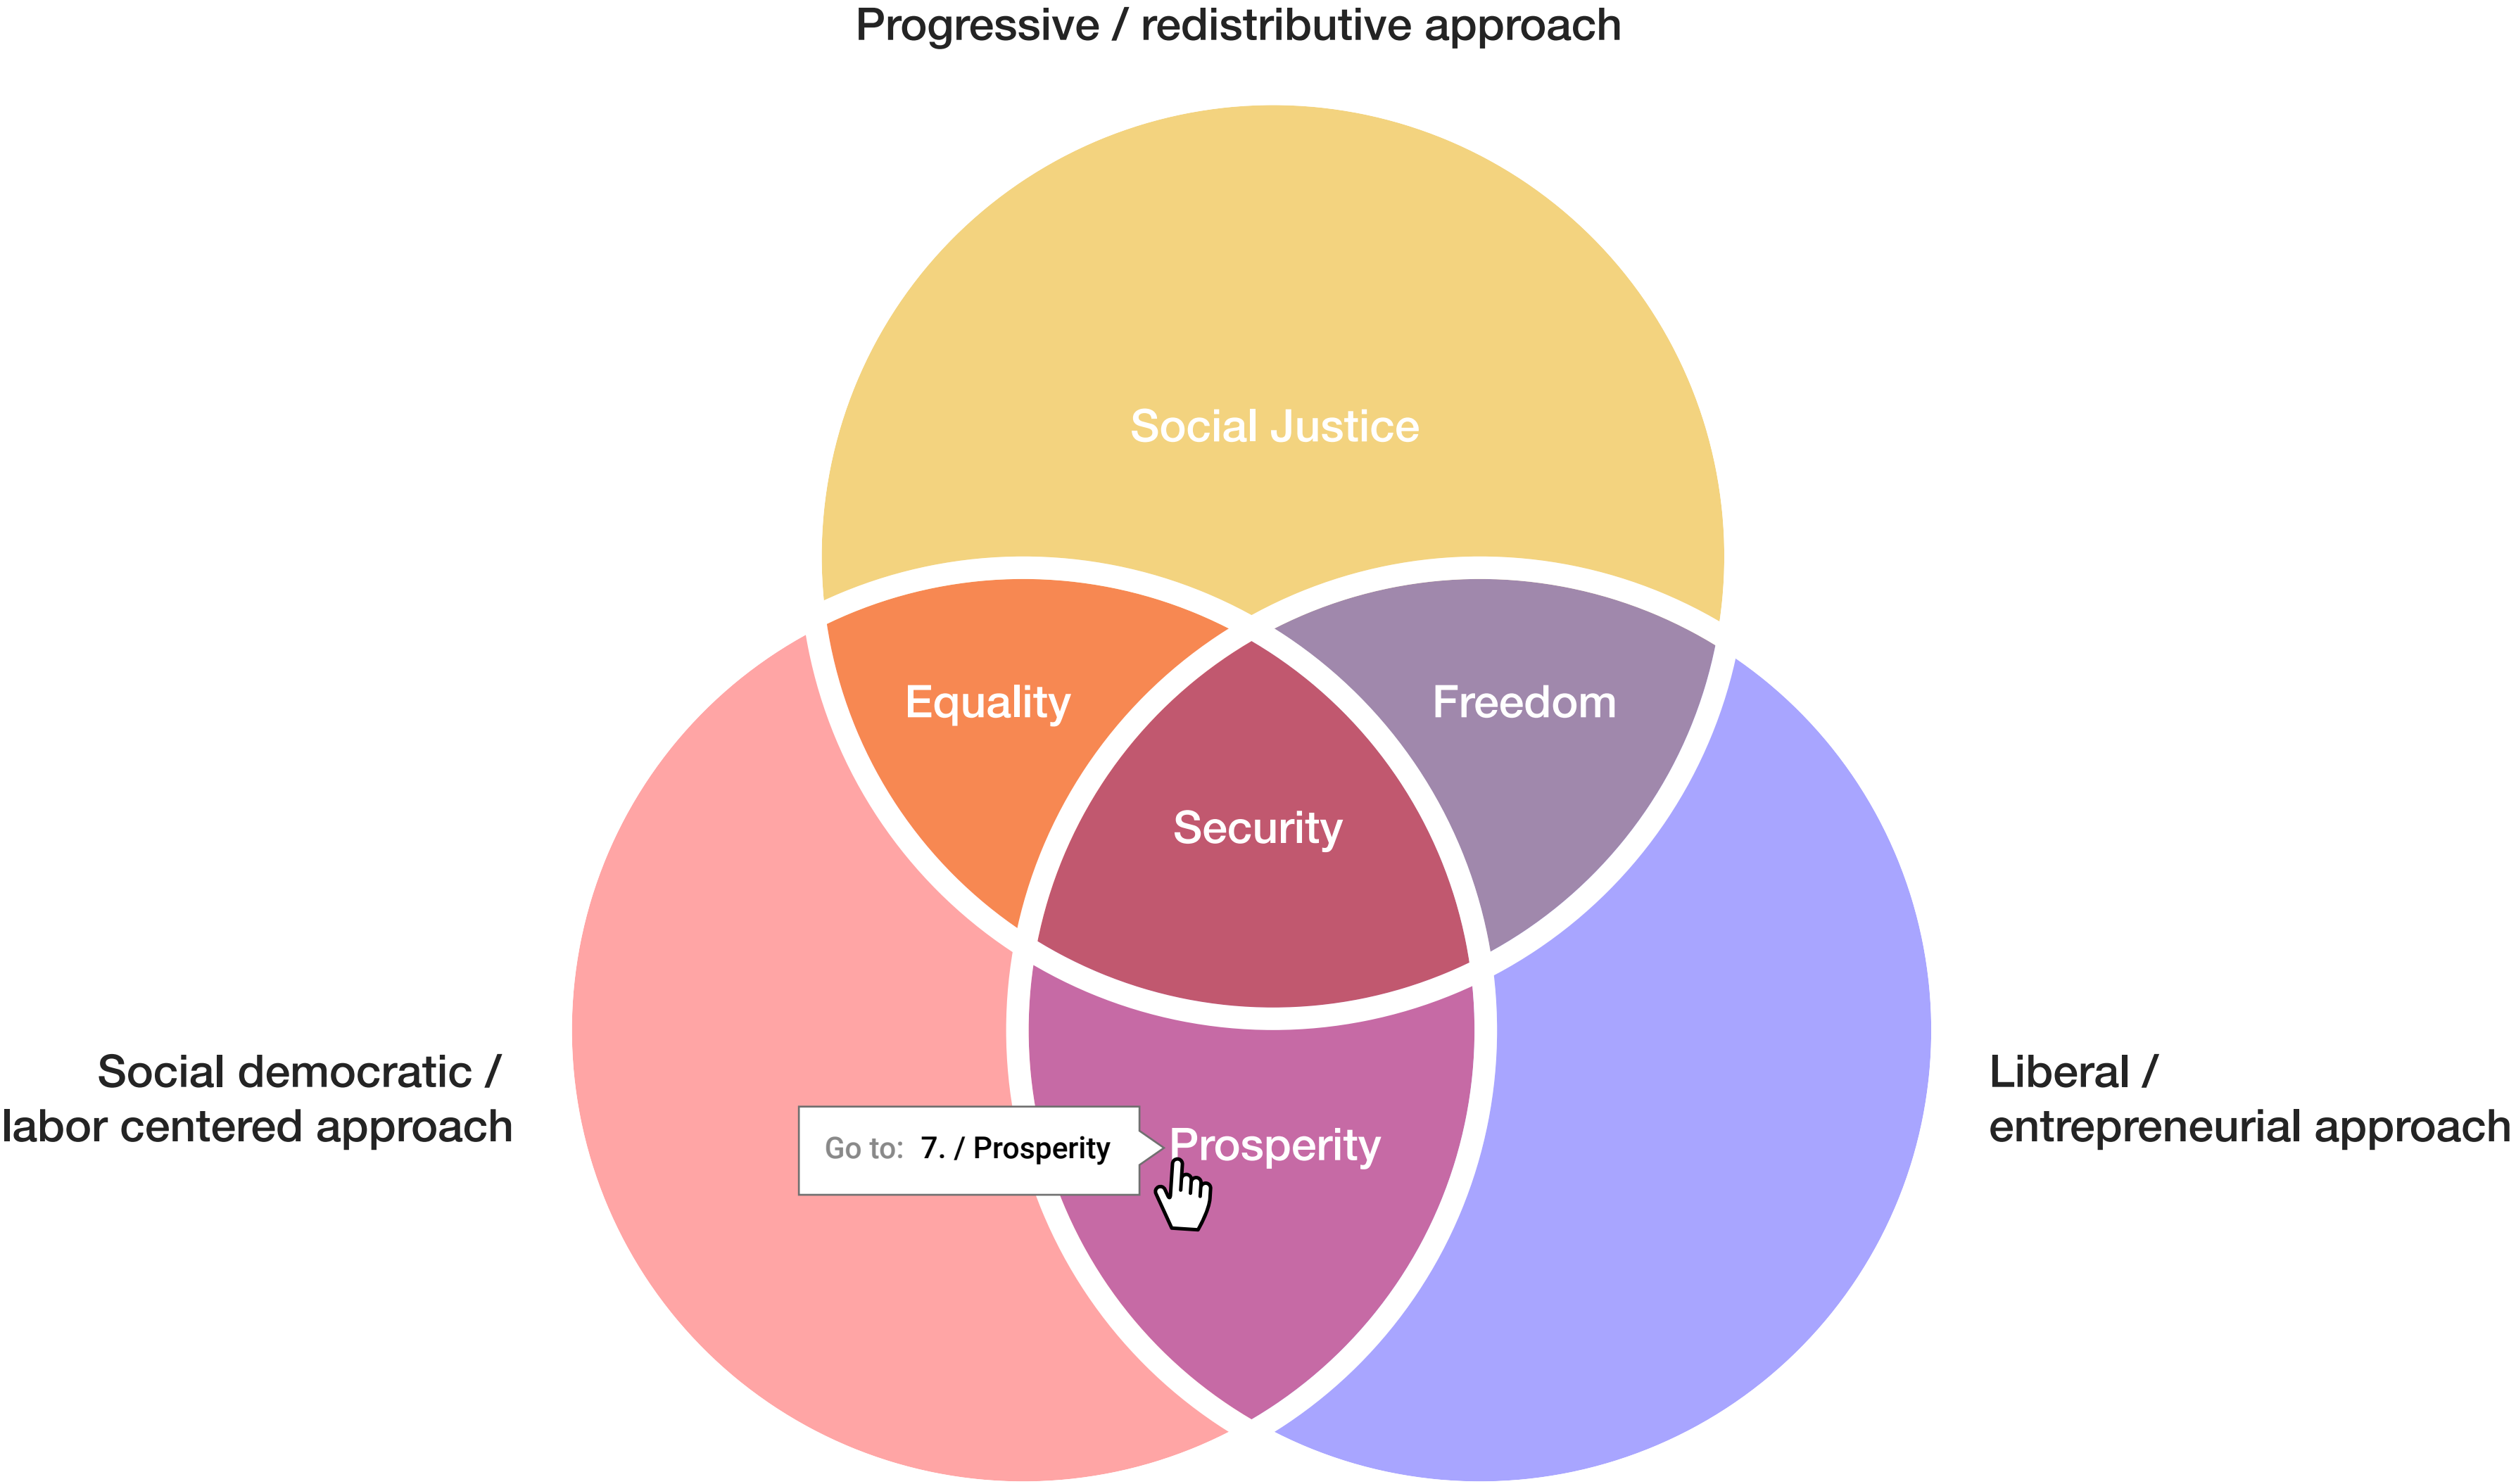 Progressive / redistributive approach
Social Justice
Equality
Freedom
Security
Social democratic /
labor centered approach
Liberal /
entrepreneurial approach
Go to: 7. / Prosperity
Prosperity